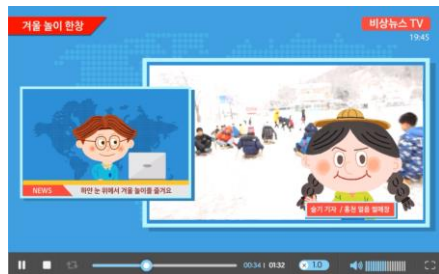 겨울 놀이 한창
비상뉴스 TV
19:45
NEWS 하얀 눈 위에서 겨울 놀이를 즐겨요
슬기 기자 / 홍천 얼음 썰매장
00:34 | 01:32
× 1.0